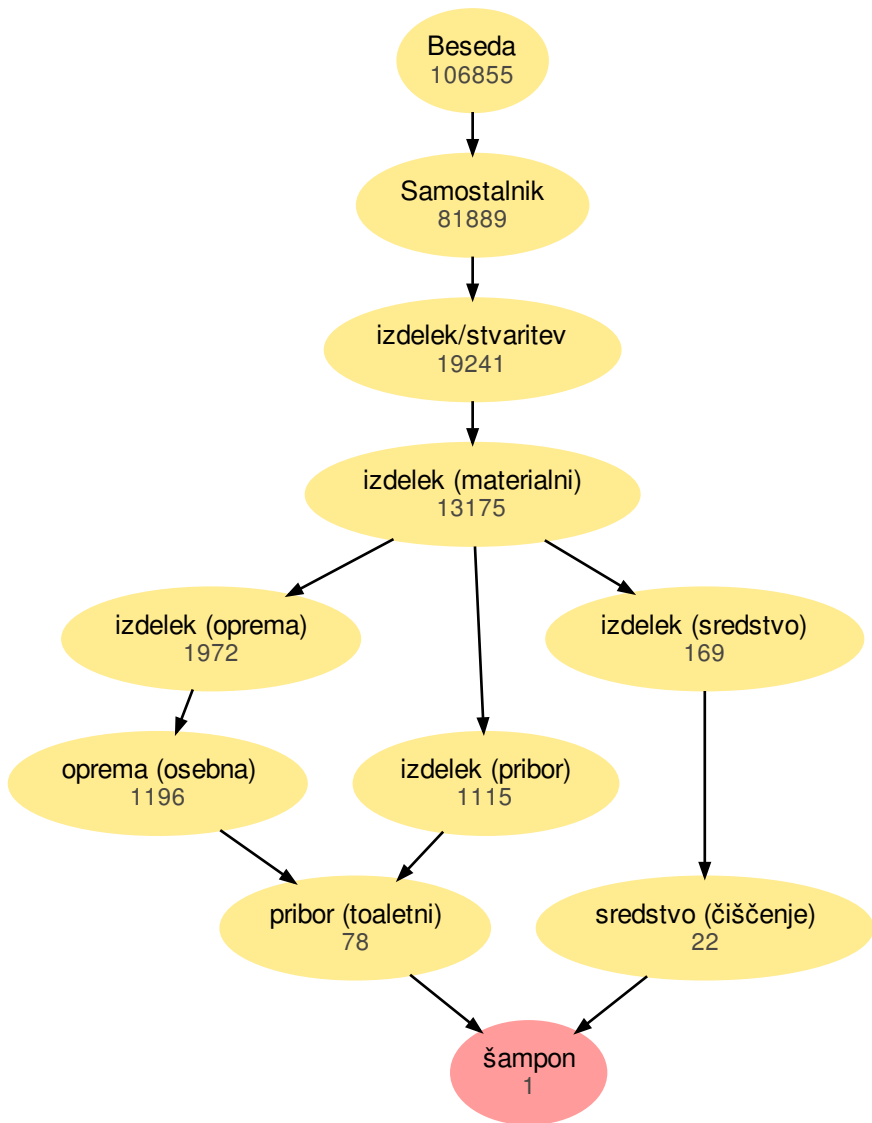 Beseda
106855
Samostalnik
81889
izdelek/stvaritev
19241
izdelek (materialni)
13175
izdelek (oprema)
1972
izdelek (sredstvo)
169
oprema (osebna)
1196
izdelek (pribor)
1115
pribor (toaletni)
78
sredstvo (čiščenje)
22
šampon
1